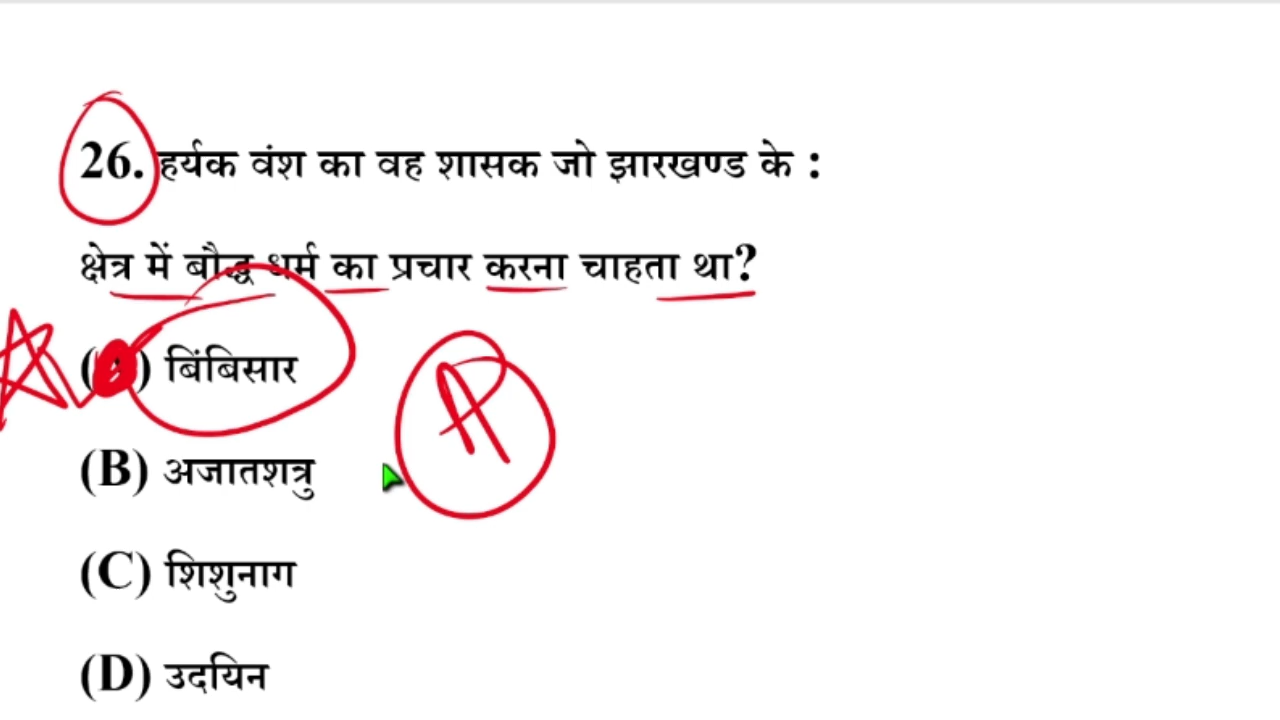 26. हर्यक वंश का वह शासक जो झारखण्ड के :
क्षेत्र में बौद्ध धर्म का प्रचार करना चाहता था?
( ) बिंबिसार
A
(B) अजातशत्रु
(C) शिशुनाग
(D) उदयिन